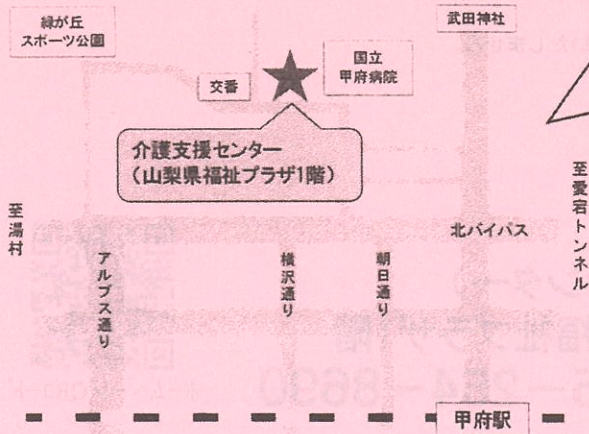 緑が丘
スポーツ公園
武田神社
国立
甲府病院
交番
介護支援センター
（山梨県福祉プラザ1階）
至湯村
アルプス通り
横沢通り
朝日通り
北バイパス
至愛宕トンネル
甲府駅